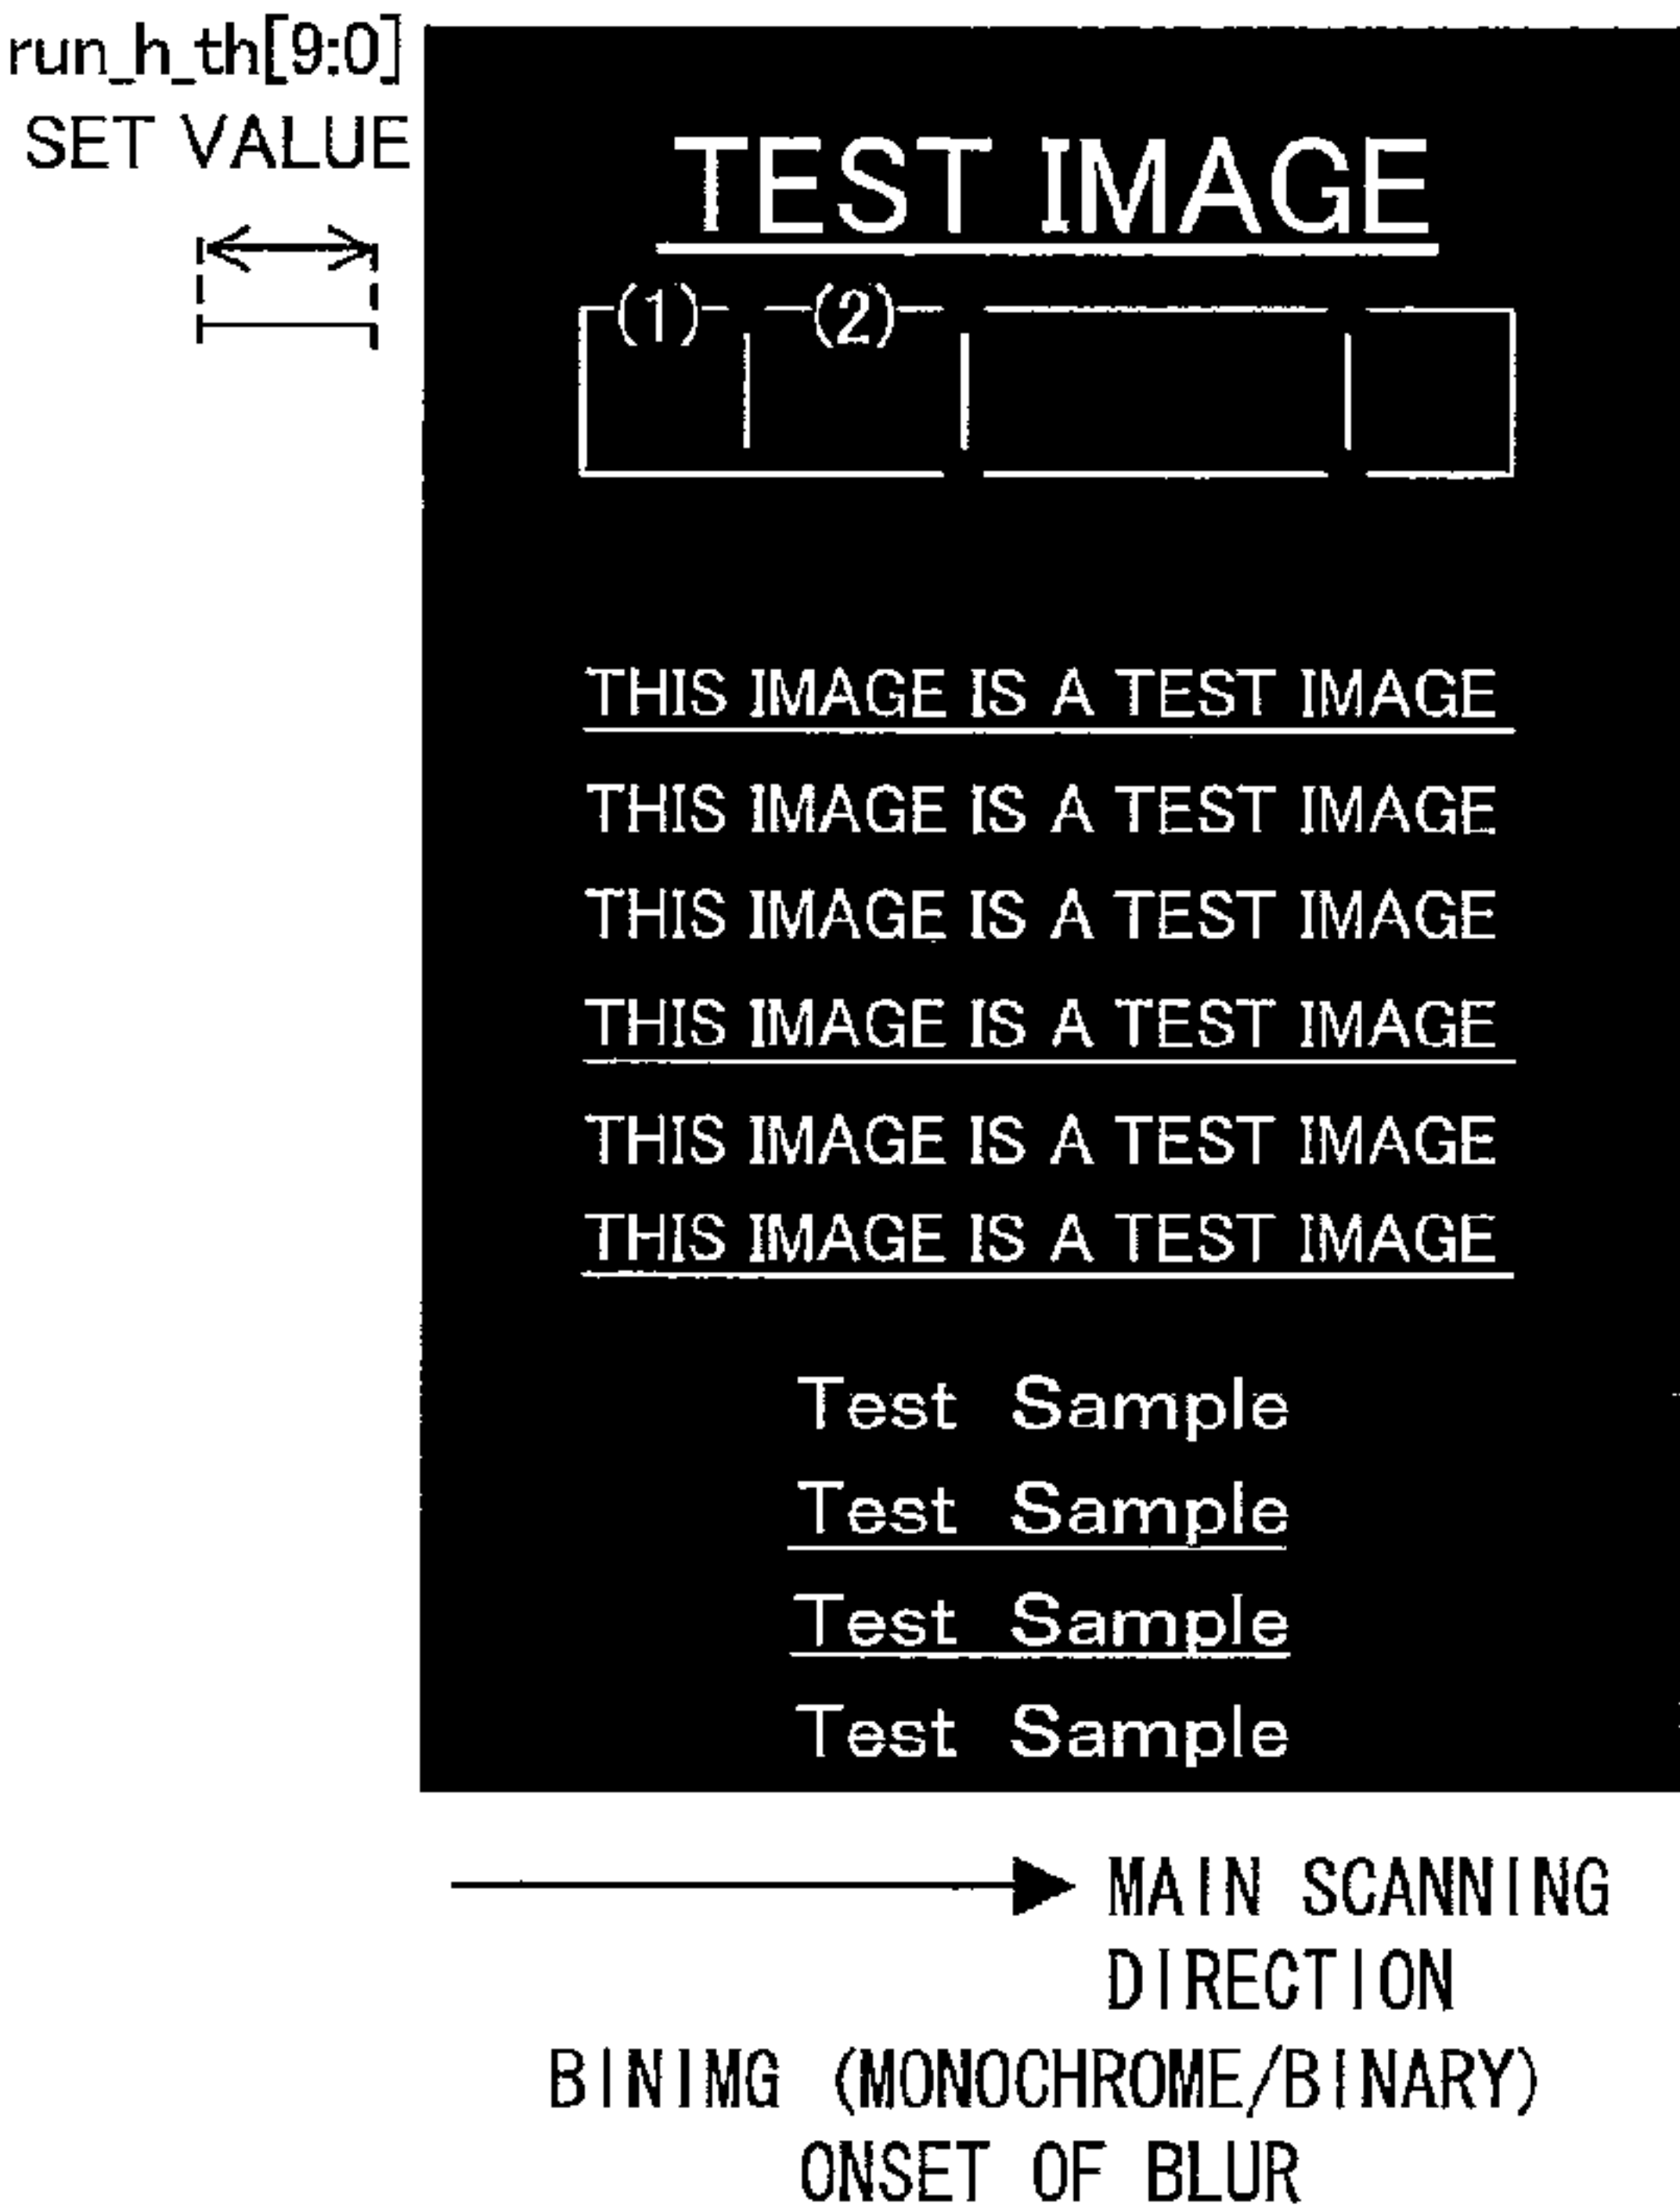 run_h_th[9:0]
SET VALUE
TEST IMAGE
(1) (2)
THIS IMAGE IS A TEST IMAGE
THIS IMAGE IS A TEST IMAGE
THIS IMAGE IS A TEST IMAGE
THIS IMAGE IS A TEST IMAGE
THIS IMAGE IS A TEST IMAGE
THIS IMAGE IS A TEST IMAGE
Test Sample
Test Sample
Test Sample
Test Sample
MAIN SCANNING
DIRECTION
BINIMG (MONOCHROME/BINARY)
ONSET OF BLUR